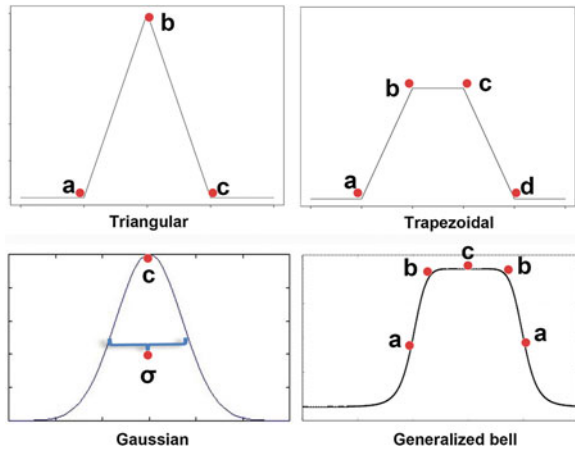 b
a
c
Triangular
b
c
a
d
Trapezoidal
c
σ
Gaussian
c
b
b
a
a
Generalized bell